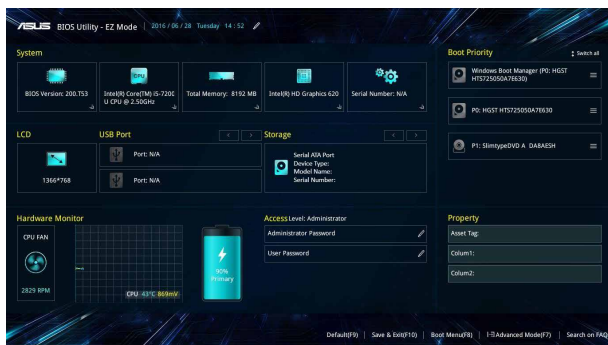 ASUS BIOS Utility - EZ Mode | 2016/06/28 Tuesday 14:52
System
BIOS Version: 200.T53
CPU
Intel(R) Core(TM) i5-7200
U CPU @ 2.50GHz
Total Memory: 8192 MB
Intel(R) HD Graphics 620
Serial Number: N/A
Boot Priority
Switch all
Windows Boot Manager (P0: HGST
HTS725050A7E630)
P0: HGST HTS725050A7E630
P1: SlimtypeDVD A DA8AESH
LCD
1366*768
USB Port
< >
Port: N/A
Port: N/A
Storage
< >
Serial ATA Port
Device Type:
Model Name:
Serial Number:
Hardware Monitor
CPU FAN
2829 RPM
CPU 43°C 869mV
90%
Primary
Access Level: Administrator
Administrator Password
User Password
Property
Asset Tag:
Colum1:
Colum2:
Default(F9) | Save & Exit(F10) | Boot Menu(F8) | Advanced Mode(F7) | Search on FAQ